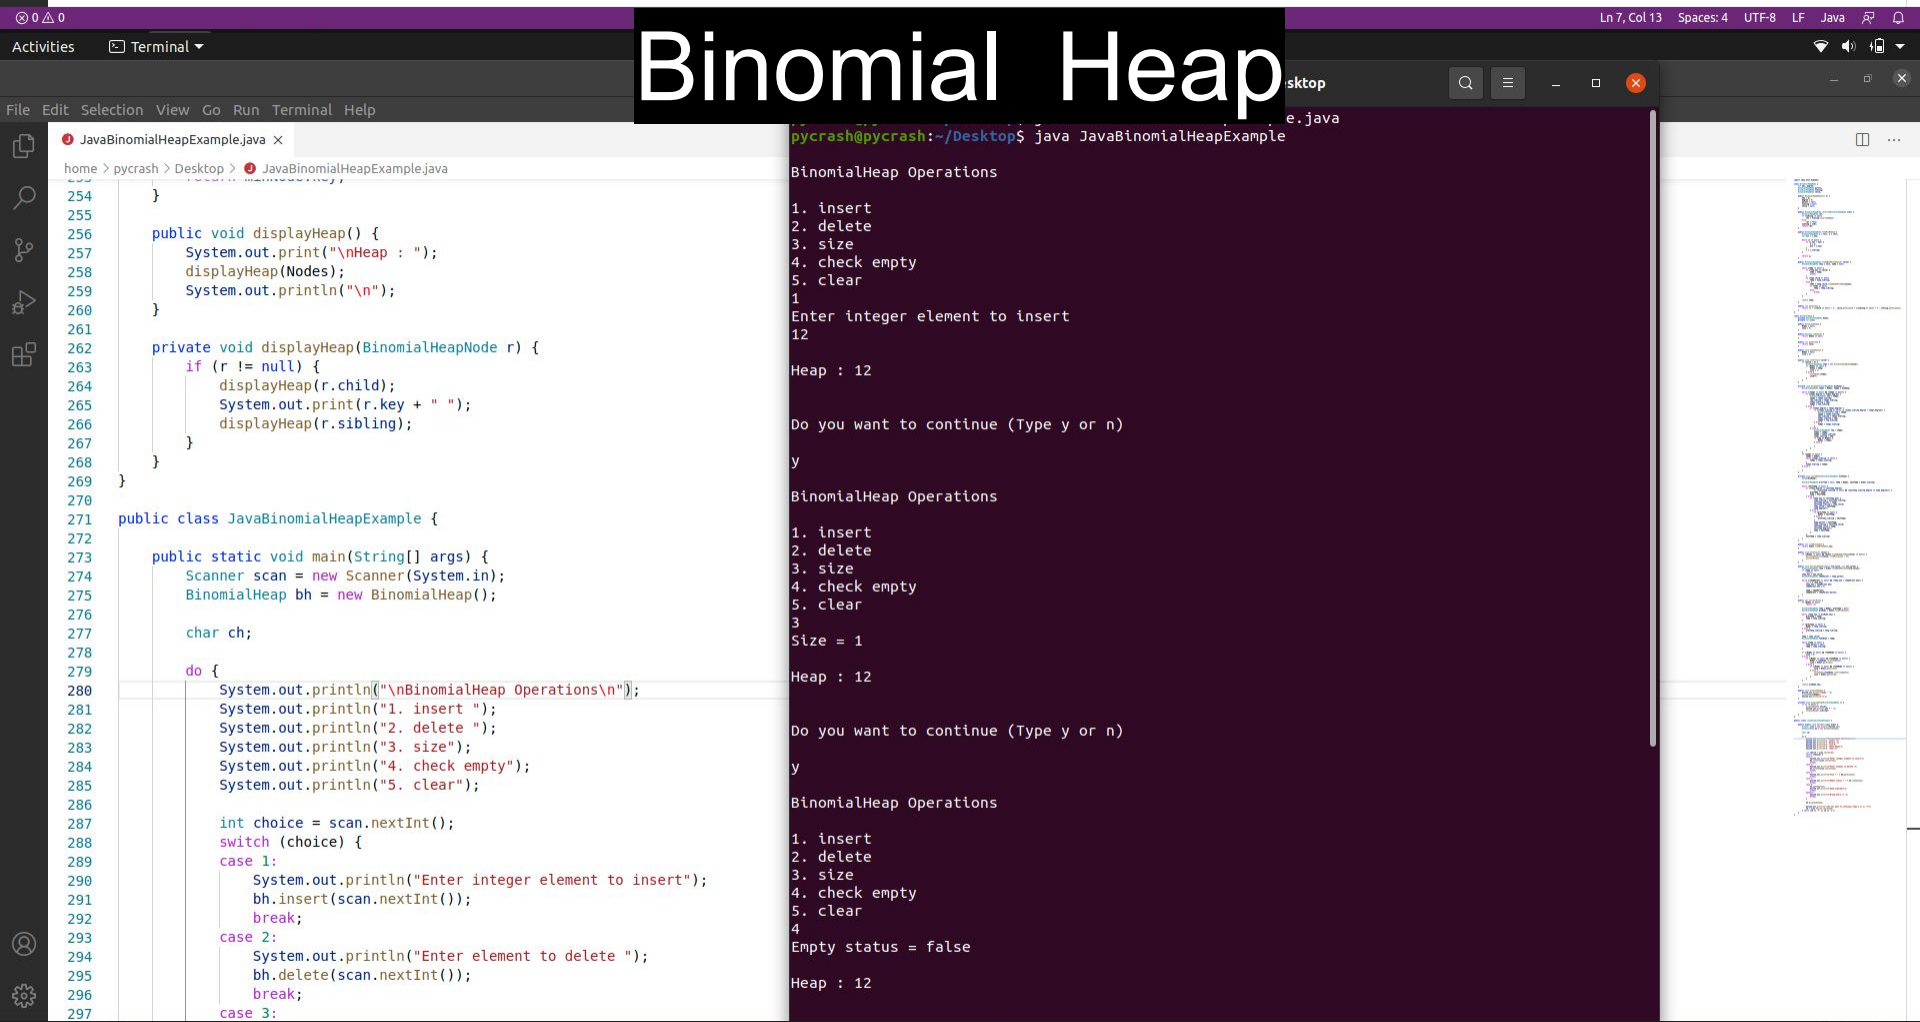 0 0
Ln 7, Col 13 Spaces: 4 UTF-8 LF Java
Activities Terminal
Binomial Heap
sktop
File Edit Selection View Go Run Terminal Help
JavaBinomialHeapExample.java
home > pycrash > Desktop > JavaBinomialHeapExample.java
254 }
255
256 public void displayHeap() {
257 System.out.print("\nHeap : ");
258 displayHeap(Nodes);
259 System.out.println("\n");
260 }
261
262 private void displayHeap(BinomialHeapNode r) {
263 if (r != null) {
264 displayHeap(r.child);
265 System.out.print(r.key + " ");
266 displayHeap(r.sibling);
267 }
268 }
269 }
270
271 public class JavaBinomialHeapExample {
272
273 public static void main(String[] args) {
274 Scanner scan = new Scanner(System.in);
275 BinomialHeap bh = new BinomialHeap();
276
277 char ch;
278
279 do {
280 System.out.println("\nBinomialHeap Operations\n");
281 System.out.println("1. insert ");
282 System.out.println("2. delete ");
283 System.out.println("3. size");
284 System.out.println("4. check empty");
285 System.out.println("5. clear");
286
287 int choice = scan.nextInt();
288 switch (choice) {
289 case 1:
290 System.out.println("Enter integer element to insert");
291 bh.insert(scan.nextInt());
292 break;
293 case 2:
294 System.out.println("Enter element to delete ");
295 bh.delete(scan.nextInt());
296 break;
297 case 3:
e.java
pycrash@pycrash:~/Desktop$ java JavaBinomialHeapExample
BinomialHeap Operations
1. insert
2. delete
3. size
4. check empty
5. clear
1
Enter integer element to insert
12
Heap : 12
Do you want to continue (Type y or n)
y
BinomialHeap Operations
1. insert
2. delete
3. size
4. check empty
5. clear
3
Size = 1
Heap : 12
Do you want to continue (Type y or n)
y
BinomialHeap Operations
1. insert
2. delete
3. size
4. check empty
5. clear
4
Empty status = false
Heap : 12